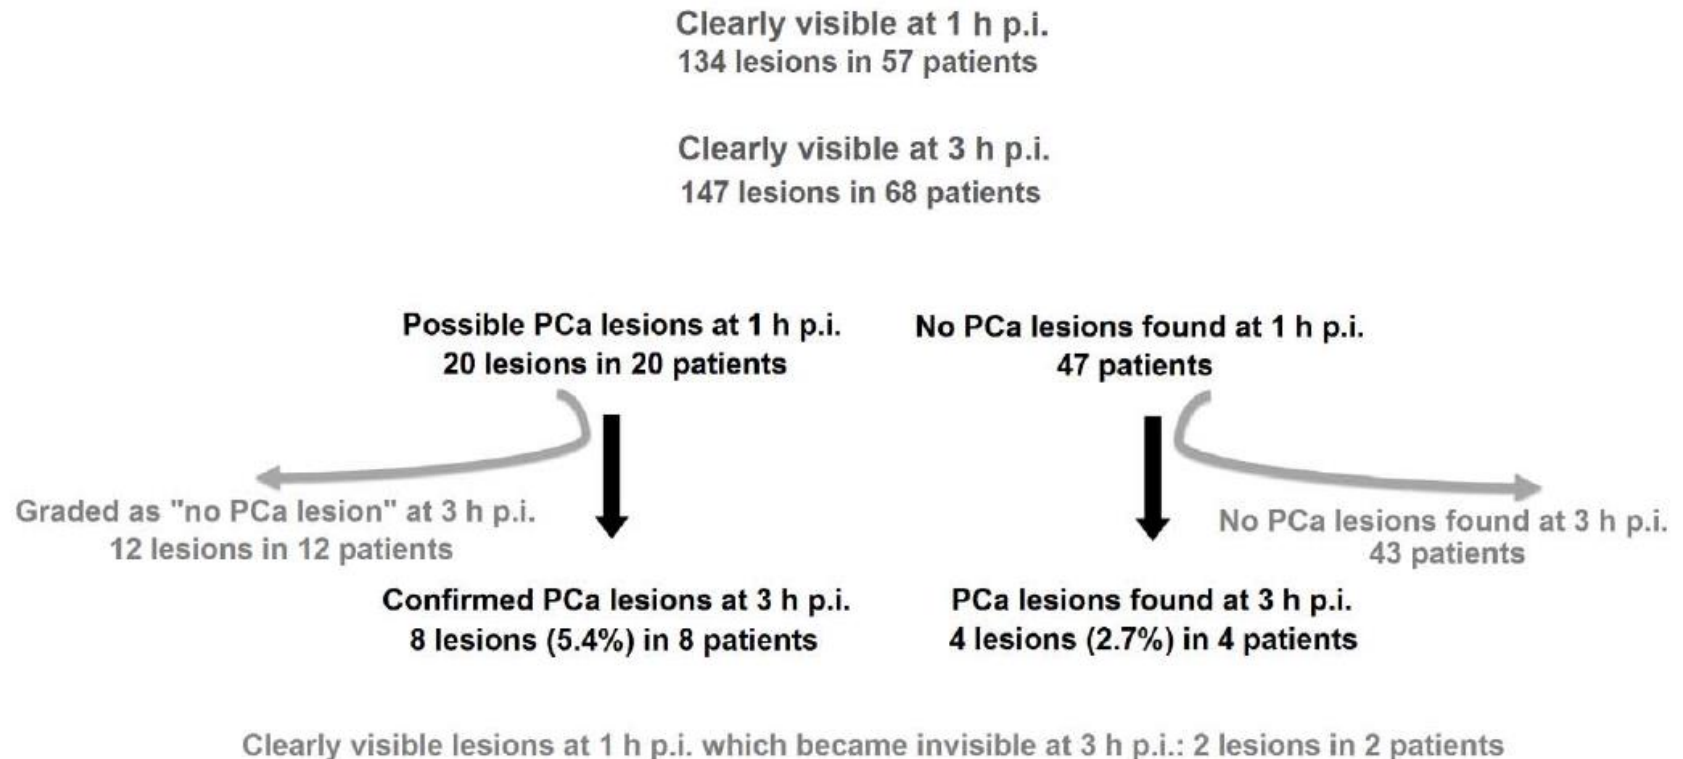 Clearly visible at 1 h p.i.
134 lesions in 57 patients
Clearly visible at 3 h p.i.
147 lesions in 68 patients
Possible PCa lesions at 1 h p.i.
20 lesions in 20 patients
No PCa lesions found at 1 h p.i.
47 patients
Graded as "no PCa lesion" at 3 h p.i.
12 lesions in 12 patients
No PCa lesions found at 3 h p.i.
43 patients
Confirmed PCa lesions at 3 h p.i.
8 lesions (5.4%) in 8 patients
PCa lesions found at 3 h p.i.
4 lesions (2.7%) in 4 patients
Clearly visible lesions at 1 h p.i. which became invisible at 3 h p.i.: 2 lesions in 2 patients